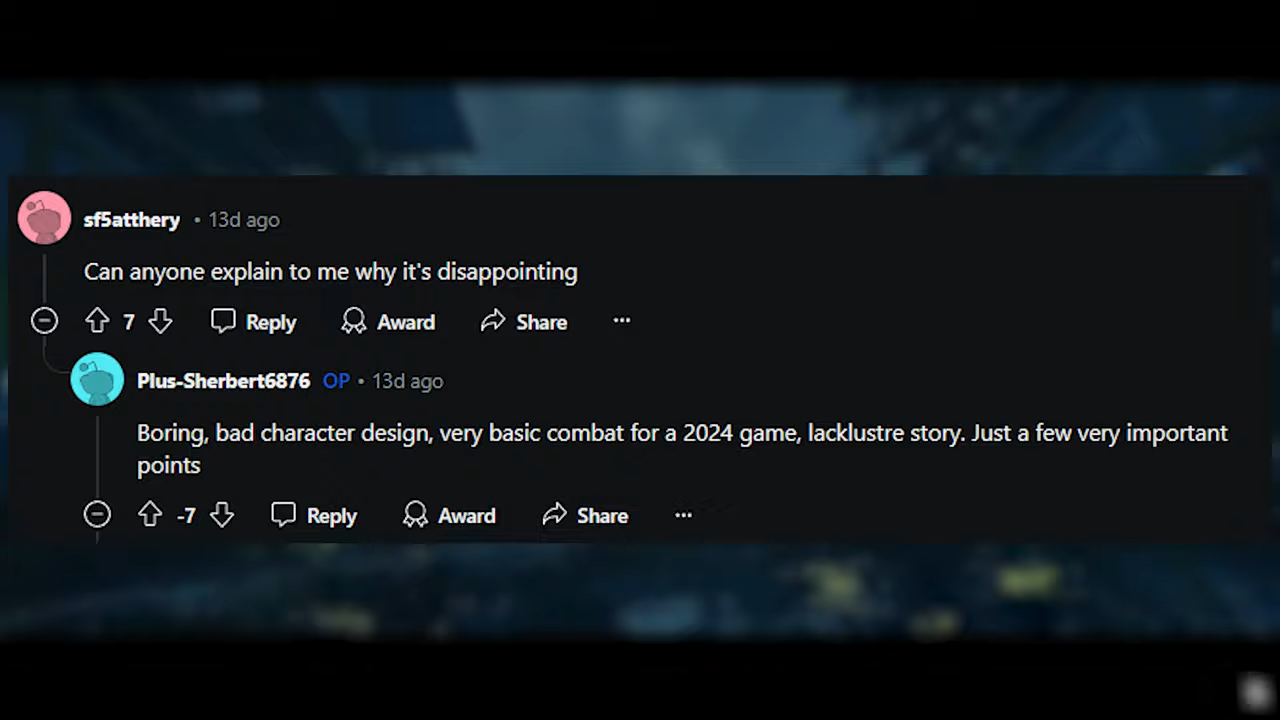 sf5atthery • 13d ago
Can anyone explain to me why it's disappointing
7 Reply Award Share ...
Plus-Sherbert6876 OP • 13d ago
Boring, bad character design, very basic combat for a 2024 game, lacklustre story. Just a few very important
points
-7 Reply Award Share ...